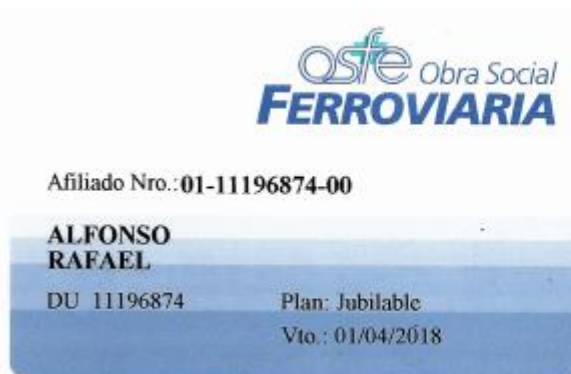 osfe Obra Social
FERROVIARIA
Afiliado Nro.:01-11196874-00
ALFONSO
RAFAEL
DU 11196874 Plan: Jubilable
Vto.: 01/04/2018